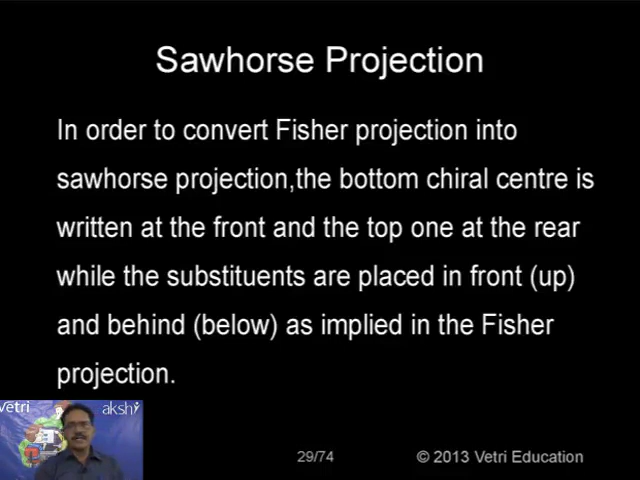 Sawhorse Projection
In order to convert Fisher projection into
sawhorse projection,the bottom chiral centre is
written at the front and the top one at the rear
while the substituents are placed in front (up)
and behind (below) as implied in the Fisher
projection.
vetri
akshi
29/74
© 2013 Vetri Education